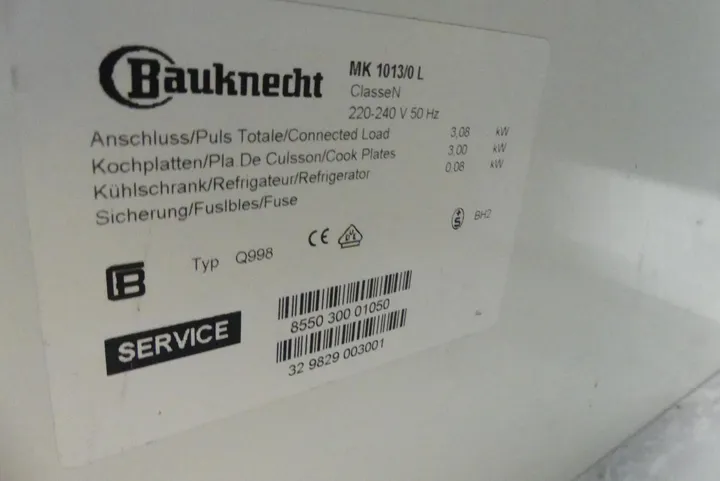 Bauknecht
MK 1013/0 L
ClasseN
220-240 V 50 Hz
Anschluss/Puls Totale/Connected Load 3,08 kW
Kochplatten/Pla.De Cuisson/Cook Plates 3,00 kW
Kühlschrank/Refrigateur/Refrigerator 0,08 kW
Sicherung/Fusibles/Fuse
CE
S BHZ
B Typ Q998
8550 300 01050
SERVICE
32 9829 003001